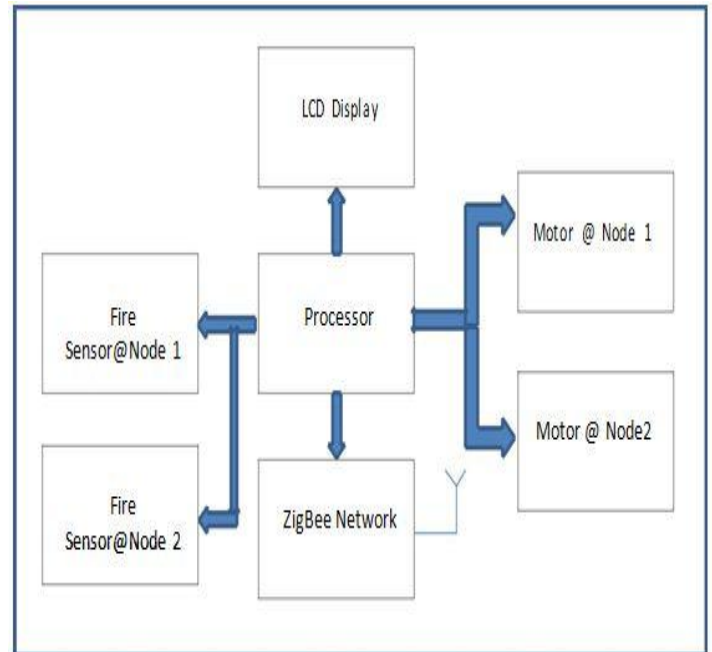 LCD Display
Motor @ Node 1
Processor
Fire
Sensor@Node 1
Motor @ Node2
Fire
Sensor@Node 2
ZigBee Network